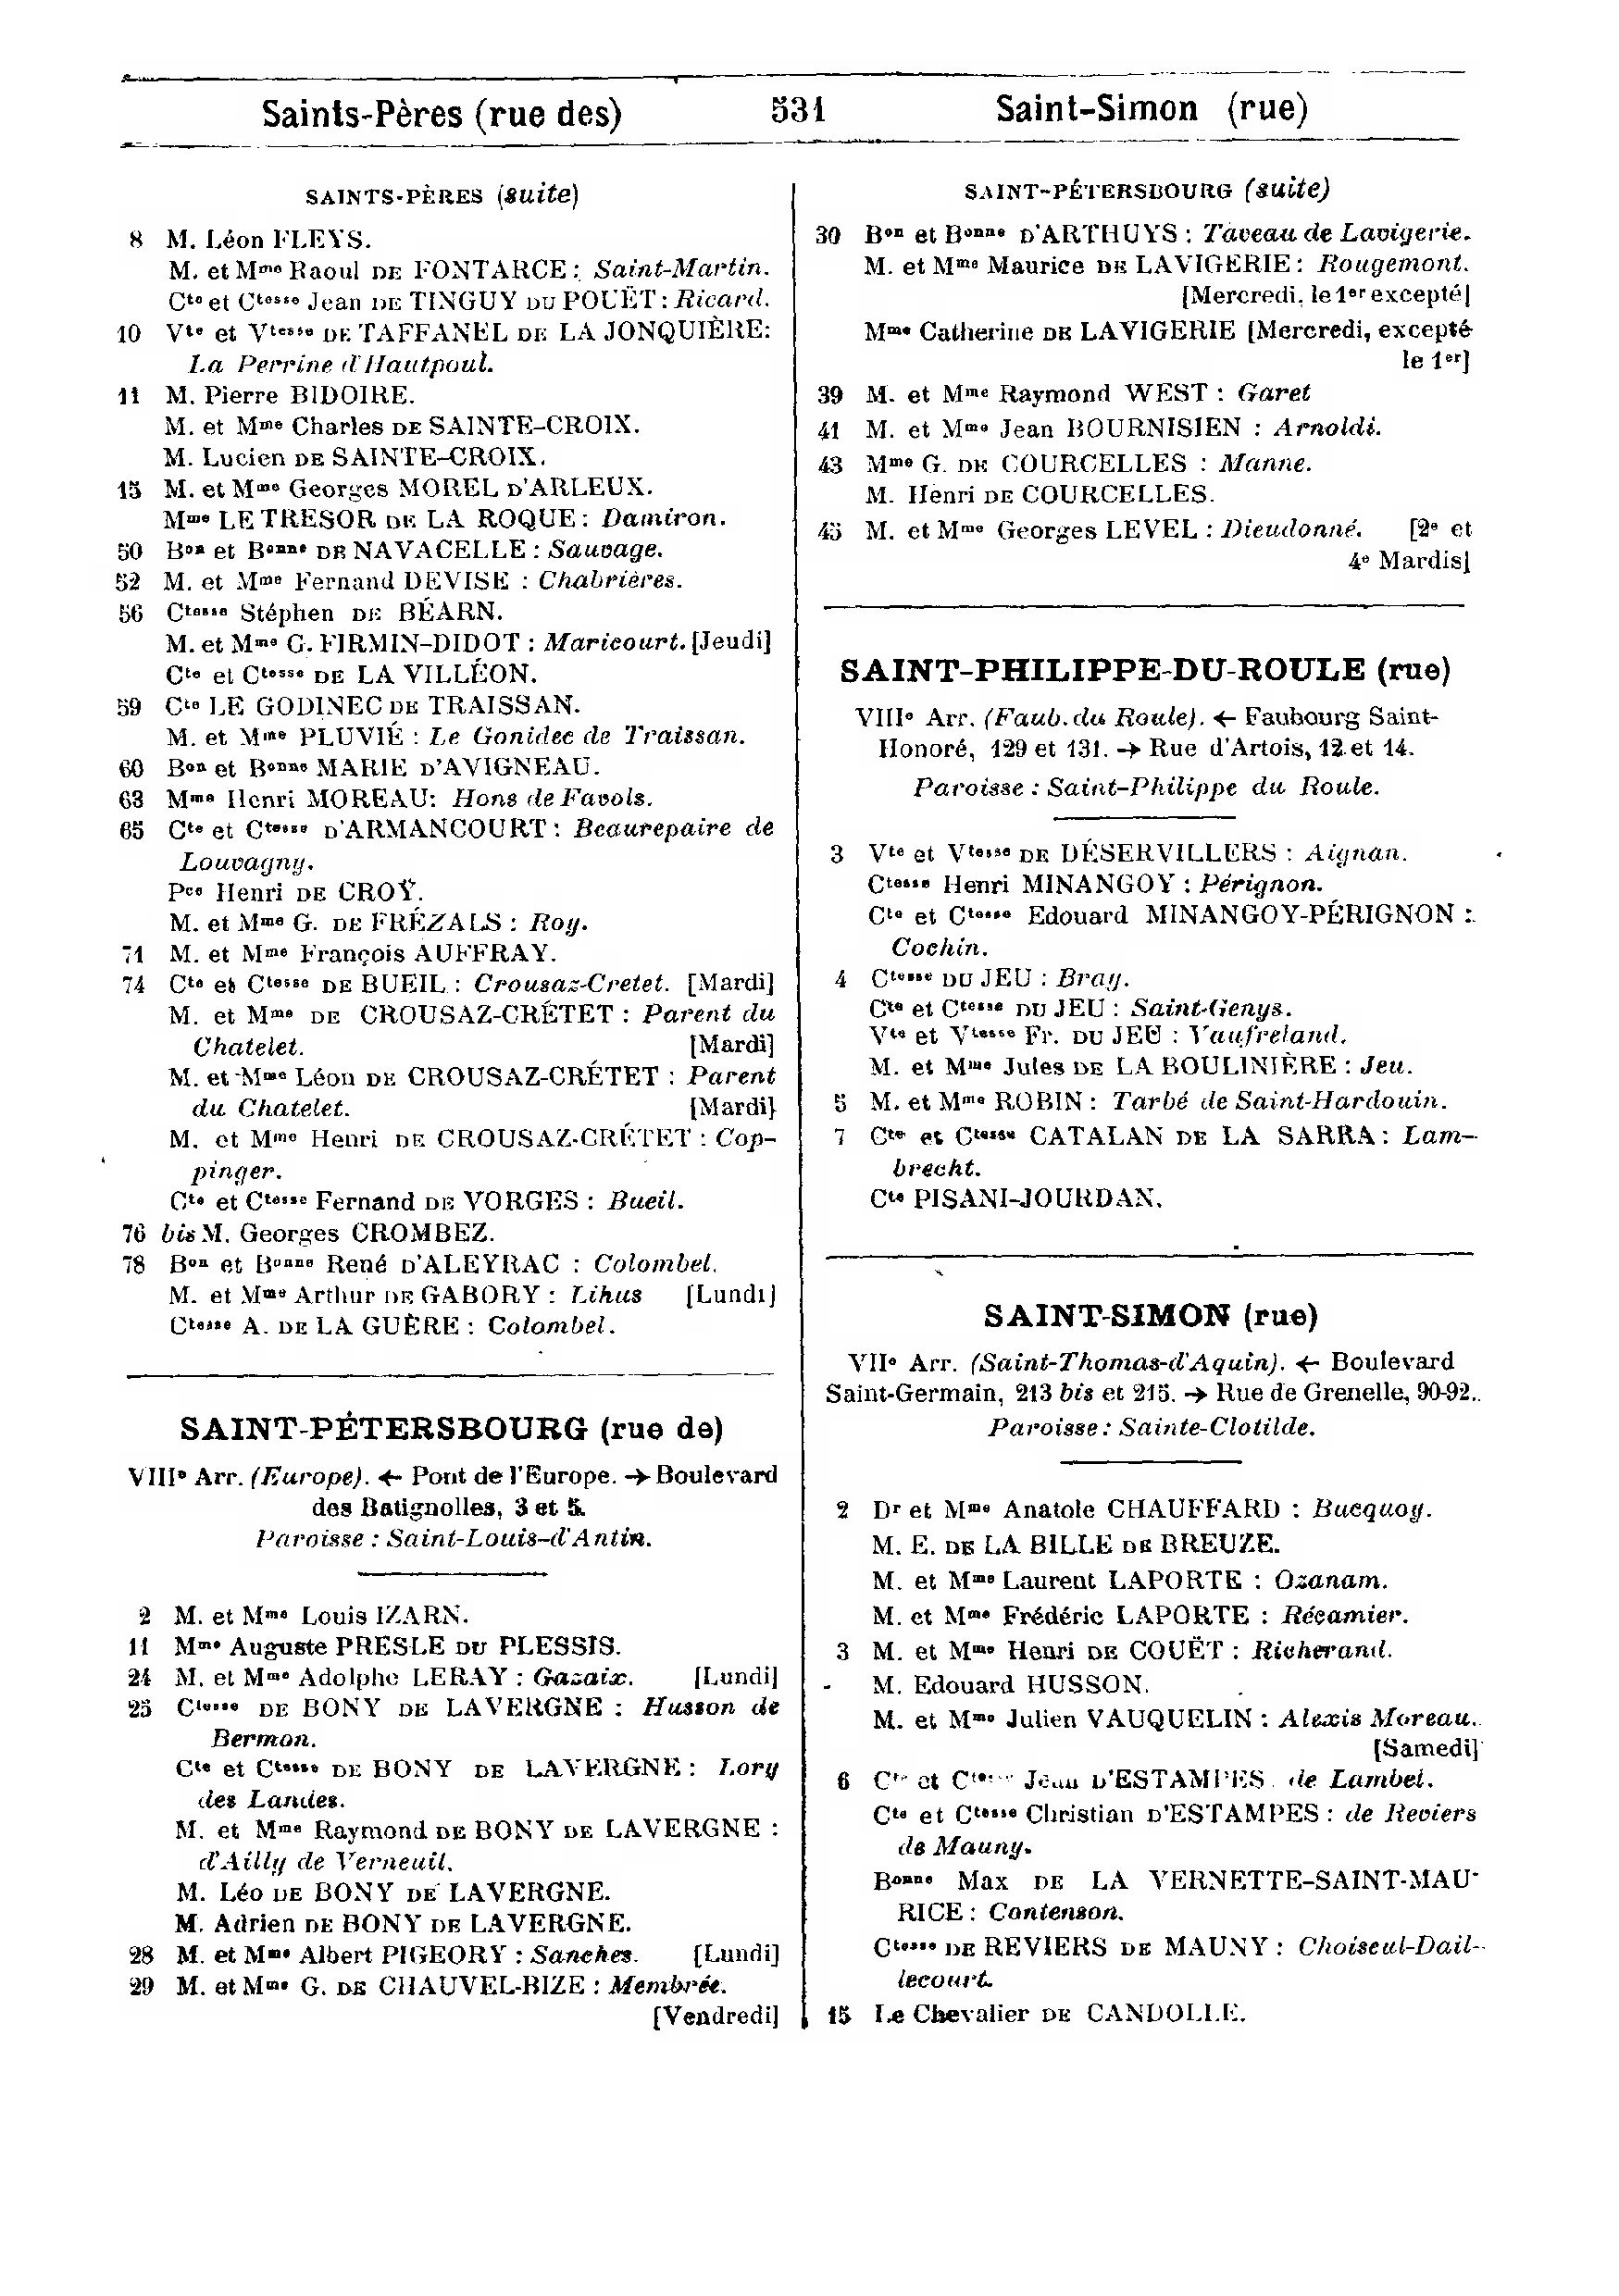 Saints-Pères (rue des)
531
Saint-Simon (rue)
SAINTS-PÈRES (suite)
8 M. Léon FLEYS.
M. et Mme Raoul DE FONTARCE : Saint-Martin.
Cte et Ctesse Jean DE TINGUY DU POUËT : Ricard.
10 Vte et Vtesse DE TAFFANEL DE LA JONQUIÈRE:
La Perrine d'Hautpoul.
11 M. Pierre BIDOIRE.
M. et Mme Charles DE SAINTE-CROIX.
M. Lucien DE SAINTE-CROIX.
15 M. et Mme Georges MOREL D'ARLEUX.
Mme LE TRESOR DE LA ROQUE : Damiron.
50 Bon et Bonne DE NAVACELLE : Sauvage.
52 M. et Mme Fernand DEVISE : Chabrières.
56 Ctesse Stéphen DE BÉARN.
M. et Mme G. FIRMIN-DIDOT : Maricourt. [Jeudi]
Cte et Ctesse DE LA VILLÉON.
59 Cte LE GODINEC DE TRAISSAN.
M. et Mme PLUVIÉ : Le Gonidec de Traissan.
60 Bon et Bonne MARIE D'AVIGNEAU.
63 Mme Henri MOREAU: Hons de Favols.
65 Cte et Ctesse D'ARMANCOURT : Beaurepaire de
Louvagny.
Pce Henri DE CROŸ.
M. et Mme G. DE FRÉZALS : Roy.
71 M. et Mme François AUFFRAY.
74 Cte et Ctesse DE BUEIL : Crousaz-Cretet. [Mardi]
M. et Mme DE CROUSAZ-CRÉTET : Parent du
Chatelet. [Mardi]
M. et Mme Léon DE CROUSAZ-CRÉTET : Parent
du Chatelet. [Mardi]
M. et Mme Henri DE CROUSAZ-CRÉTET : Cop-
pinger.
Cte et Ctesse Fernand DE VORGES : Bueil.
76 bis M. Georges CROMBEZ.
78 Bon et Bonne René D'ALEYRAC : Colombel.
M. et Mme Arthur DE GABORY : Lihus [Lundi]
Ctesse A. DE LA GUÈRE : Colombel.
SAINT-PÉTERSBOURG (rue de)
VIIIe Arr. (Europe). ← Pont de l'Europe. → Boulevard
des Batignolles, 3 et 5.
Paroisse : Saint-Louis-d'Antin.
2 M. et Mme Louis IZARN.
11 Mme Auguste PRESLE DU PLESSIS.
24 M. et Mme Adolphe LERAY : Gazaix. [Lundi]
25 Ctesse DE BONY DE LAVERGNE : Husson de
Bermon.
Cte et Ctesse DE BONY DE LAVERGNE : Lory
des Landes.
M. et Mme Raymond DE BONY DE LAVERGNE :
d'Ailly de Verneuil.
M. Léo DE BONY DE LAVERGNE.
M. Adrien DE BONY DE LAVERGNE.
28 M. et Mme Albert PIGEORY : Sanches. [Lundi]
29 M. et Mme G. DE CHAUVEL-BIZE : Membrée.
[Vendredi]
SAINT-PÉTERSBOURG (suite)
30 Bon et Bonne D'ARTHUYS : Taveau de Lavigerie.
M. et Mme Maurice DE LAVIGERIE : Rougemont.
[Mercredi, le 1er excepté]
Mme Catherine DE LAVIGERIE [Mercredi, excepté
le 1er]
39 M. et Mme Raymond WEST : Garet
41 M. et Mme Jean BOURNISIEN : Arnoldi.
43 Mme G. DE COURCELLES : Manne.
M. Henri DE COURCELLES.
45 M. et Mme Georges LEVEL : Dieudonné. [2e et
4e Mardis]
SAINT-PHILIPPE-DU-ROULE (rue)
VIIIe Arr. (Faub. du Roule). ← Faubourg Saint-
Honoré, 129 et 131. → Rue d'Artois, 12 et 14.
Paroisse : Saint-Philippe du Roule.
3 Vte et Vtesse DE DÉSERVILLERS : Aignan.
Ctesse Henri MINANGOY : Pérignon.
Cte et Ctesse Edouard MINANGOY-PÉRIGNON :
Cochin.
4 Ctesse DU JEU : Bray.
Cte et Ctesse DU JEU : Saint-Genys.
Vte et Vtesse Fr. DU JEU : Vaufreland.
M. et Mme Jules DE LA BOULINIÈRE : Jeu.
5 M. et Mme ROBIN : Tarbé de Saint-Hardouin.
7 Cte et Ctesse CATALAN DE LA SARRA : Lam-
brecht.
Cte PISANI-JOURDAN.
SAINT-SIMON (rue)
VIIe Arr. (Saint-Thomas-d'Aquin). ← Boulevard
Saint-Germain, 213 bis et 215. → Rue de Grenelle, 90-92.
Paroisse : Sainte-Clotilde.
2 Dr et Mme Anatole CHAUFFARD : Bucquoy.
M. E. DE LA BILLE DE BREUZE.
M. et Mme Laurent LAPORTE : Ozanam.
M. et Mme Frédéric LAPORTE : Récamier.
3 M. et Mme Henri DE COUËT : Richerand.
M. Edouard HUSSON.
M. et Mme Julien VAUQUELIN : Alexis Moreau.
[Samedi]
6 Cte et Ctesse Jean D'ESTAMPES : de Lambel.
Cte et Ctesse Christian D'ESTAMPES : de Reviers
de Mauny.
Bonne Max DE LA VERNETTE-SAINT-MAU-
RICE : Contenson.
Ctesse DE REVIERS DE MAUNY : Choiseul-Dail-
lecourt.
15 Le Chevalier DE CANDOLLE.